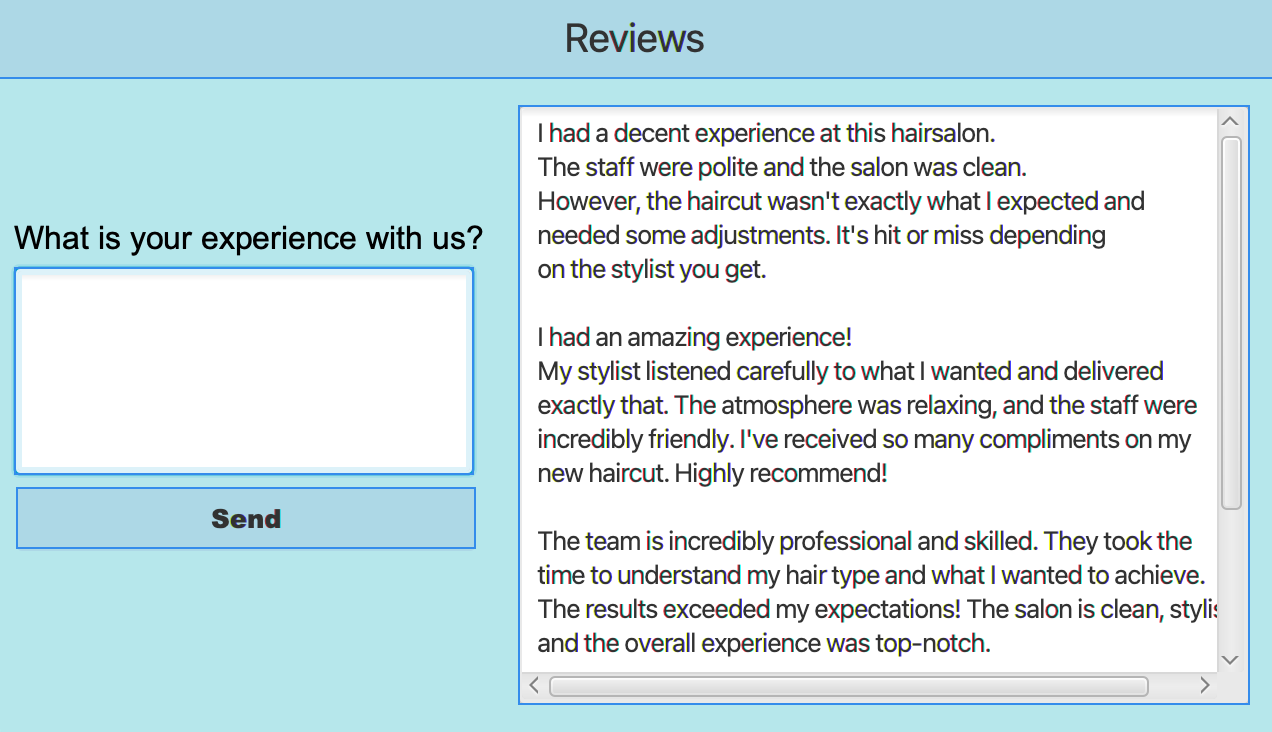 Reviews
What is your experience with us?
Send
I had a decent experience at this hairsalon.
The staff were polite and the salon was clean.
However, the haircut wasn't exactly what I expected and
needed some adjustments. It's hit or miss depending
on the stylist you get.
I had an amazing experience!
My stylist listened carefully to what I wanted and delivered
exactly that. The atmosphere was relaxing, and the staff were
incredibly friendly. I've received so many compliments on my
new haircut. Highly recommend!
The team is incredibly professional and skilled. They took the
time to understand my hair type and what I wanted to achieve.
The results exceeded my expectations! The salon is clean,
and the overall experience was top-notch.